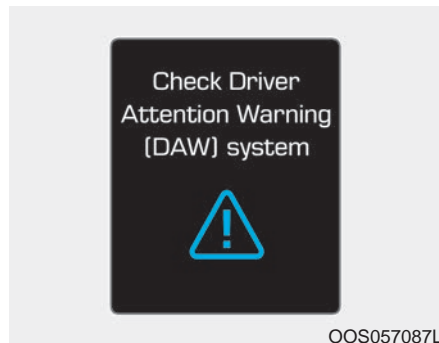 Check Driver
Attention Warning
(DAW) system
OOS057087L